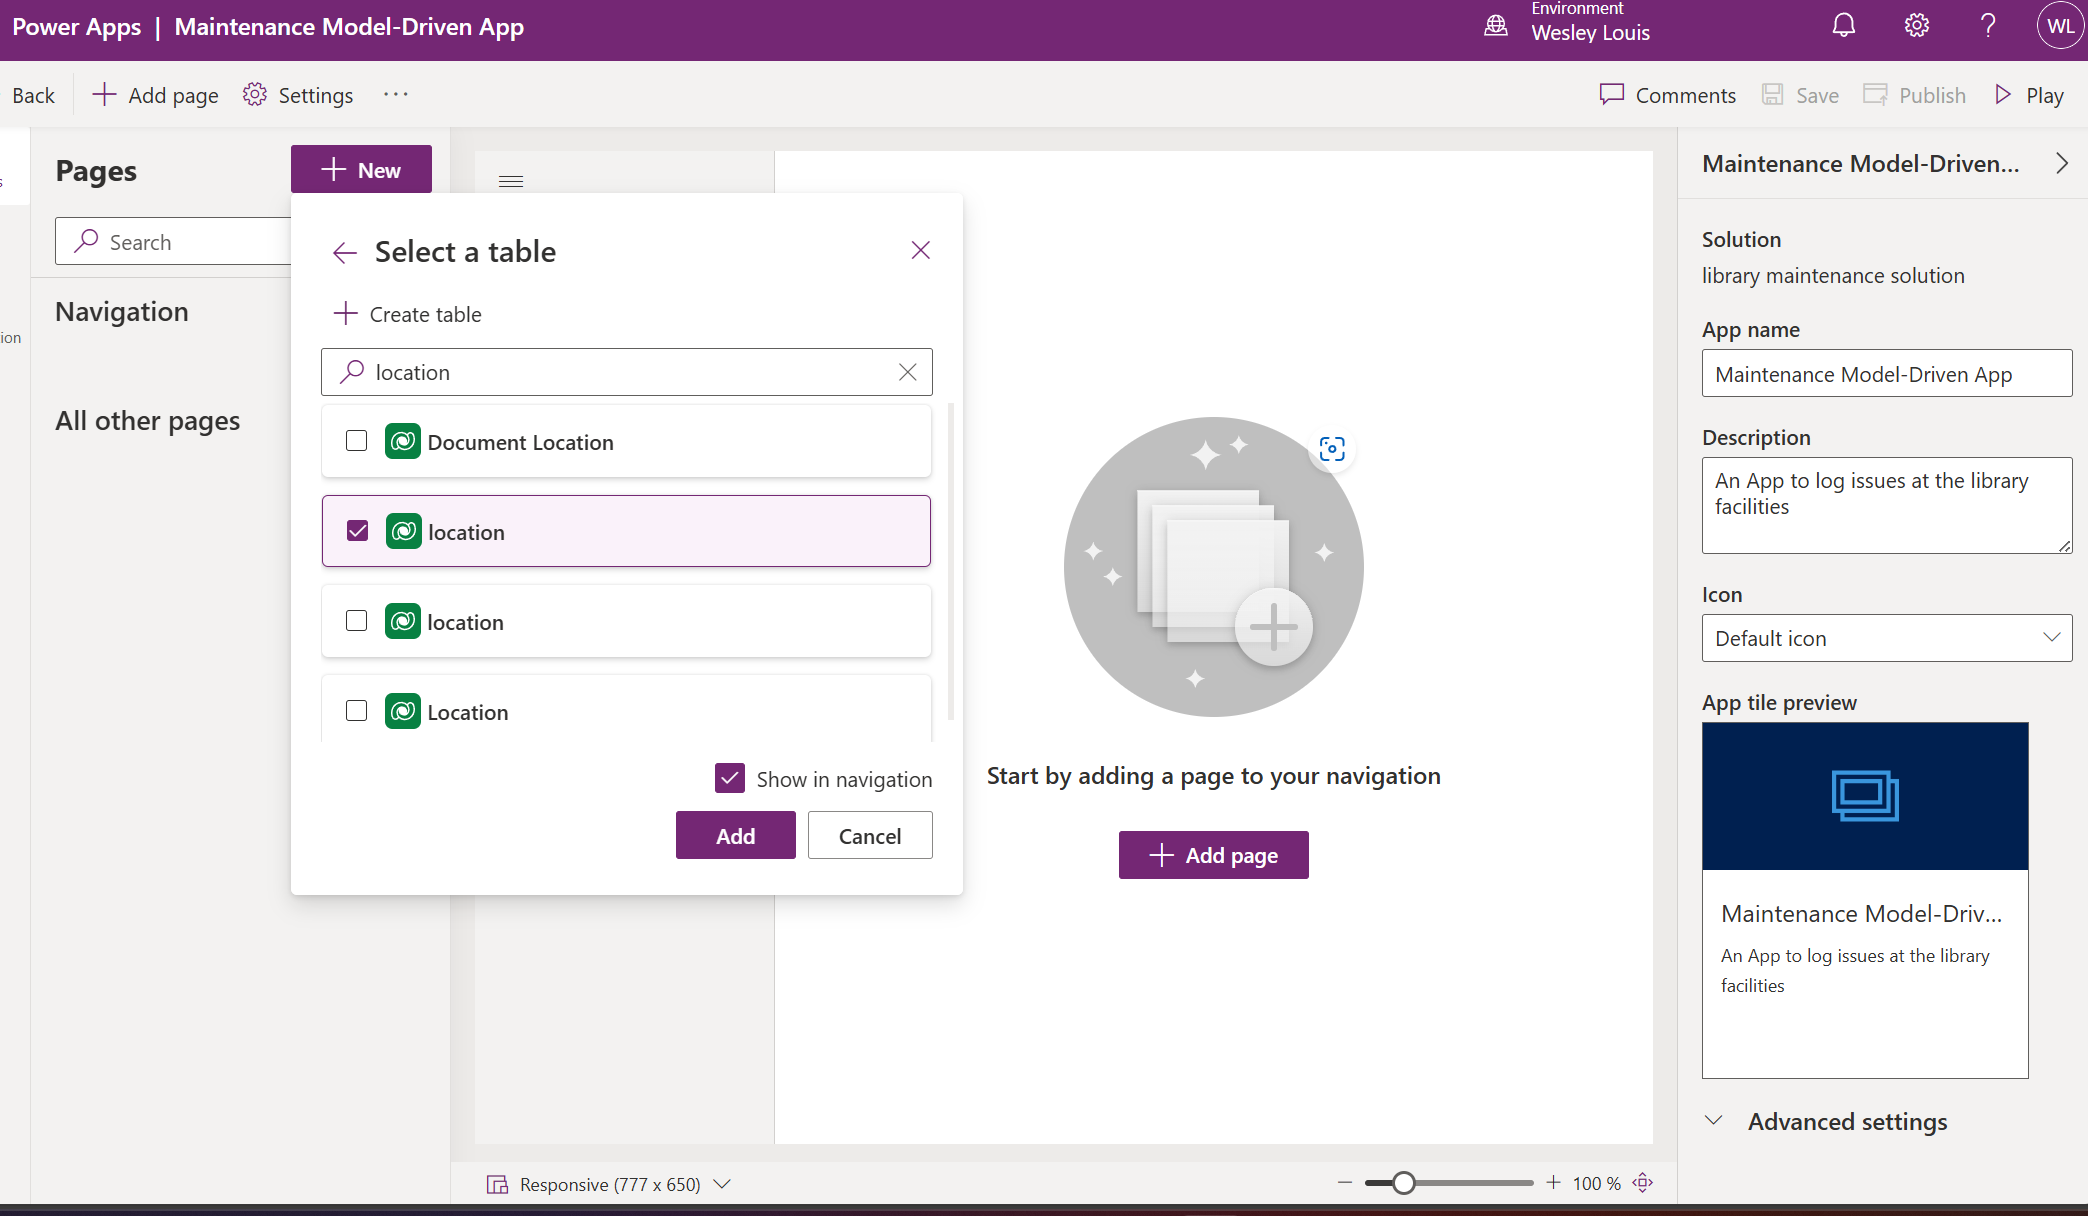 Power Apps | Maintenance Model-Driven App
Environment
Wesley Louis
WL
Back
Add page
Settings
...
Comments
Save
Publish
Play
Pages
New
Search
Navigation
ion
All other pages
Select a table
Create table
location
Document Location
location
location
Location
Show in navigation
Add
Cancel
Start by adding a page to your navigation
Add page
Responsive (777 x 650)
100 %
Maintenance Model-Driven...
Solution
library maintenance solution
App name
Maintenance Model-Driven App
Description
An App to log issues at the library
facilities
Icon
Default icon
App tile preview
Maintenance Model-Driv...
An App to log issues at the library
facilities
Advanced settings